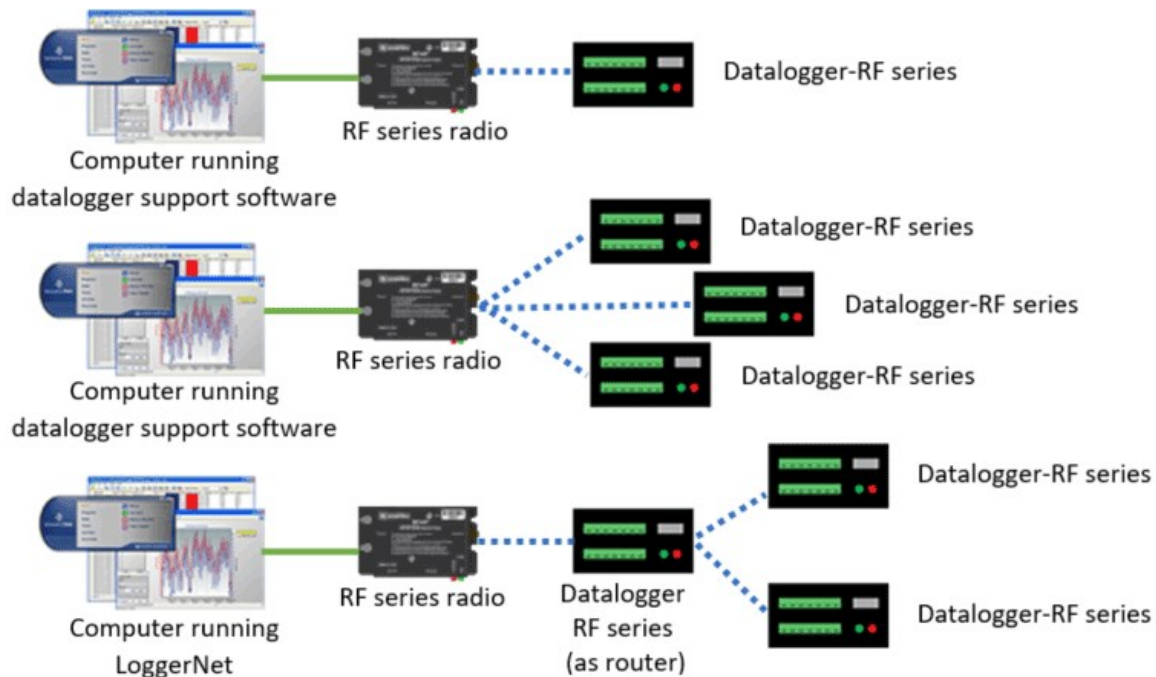 Datalogger-RF series
RF series radio
Computer running
datalogger support software
Datalogger-RF series
Datalogger-RF series
RF series radio
Datalogger-RF series
Computer running
datalogger support software
Datalogger-RF series
RF series radio
Datalogger
RF series
(as router)
Datalogger-RF series
Computer running
LoggerNet